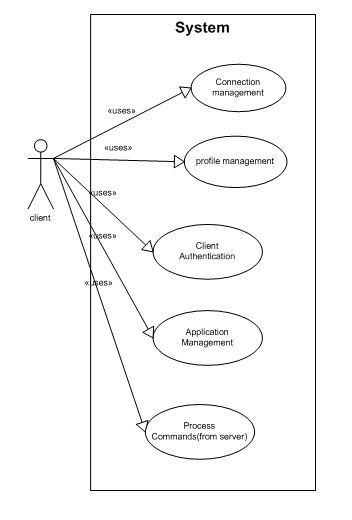 System
Connection
management
«uses»
«uses»
profile management
client
«uses»
Client
Authentication
«uses»
«uses»
Application
Management
Process
Commands(from server)